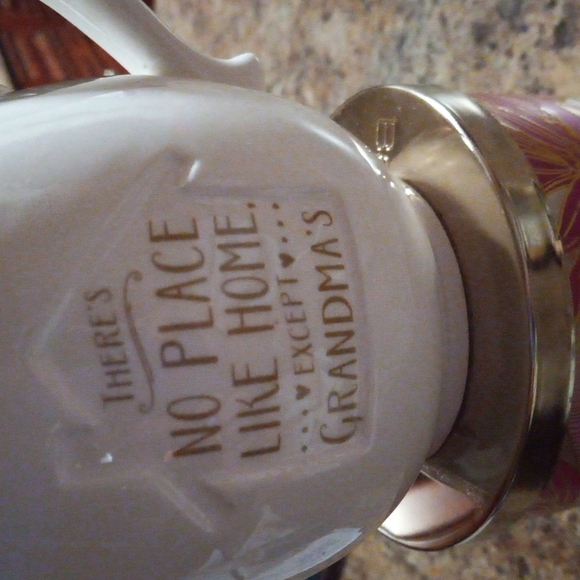 THERE'S
NO PLACE
LIKE HOME,
EXCEPT
GRANDMA'S